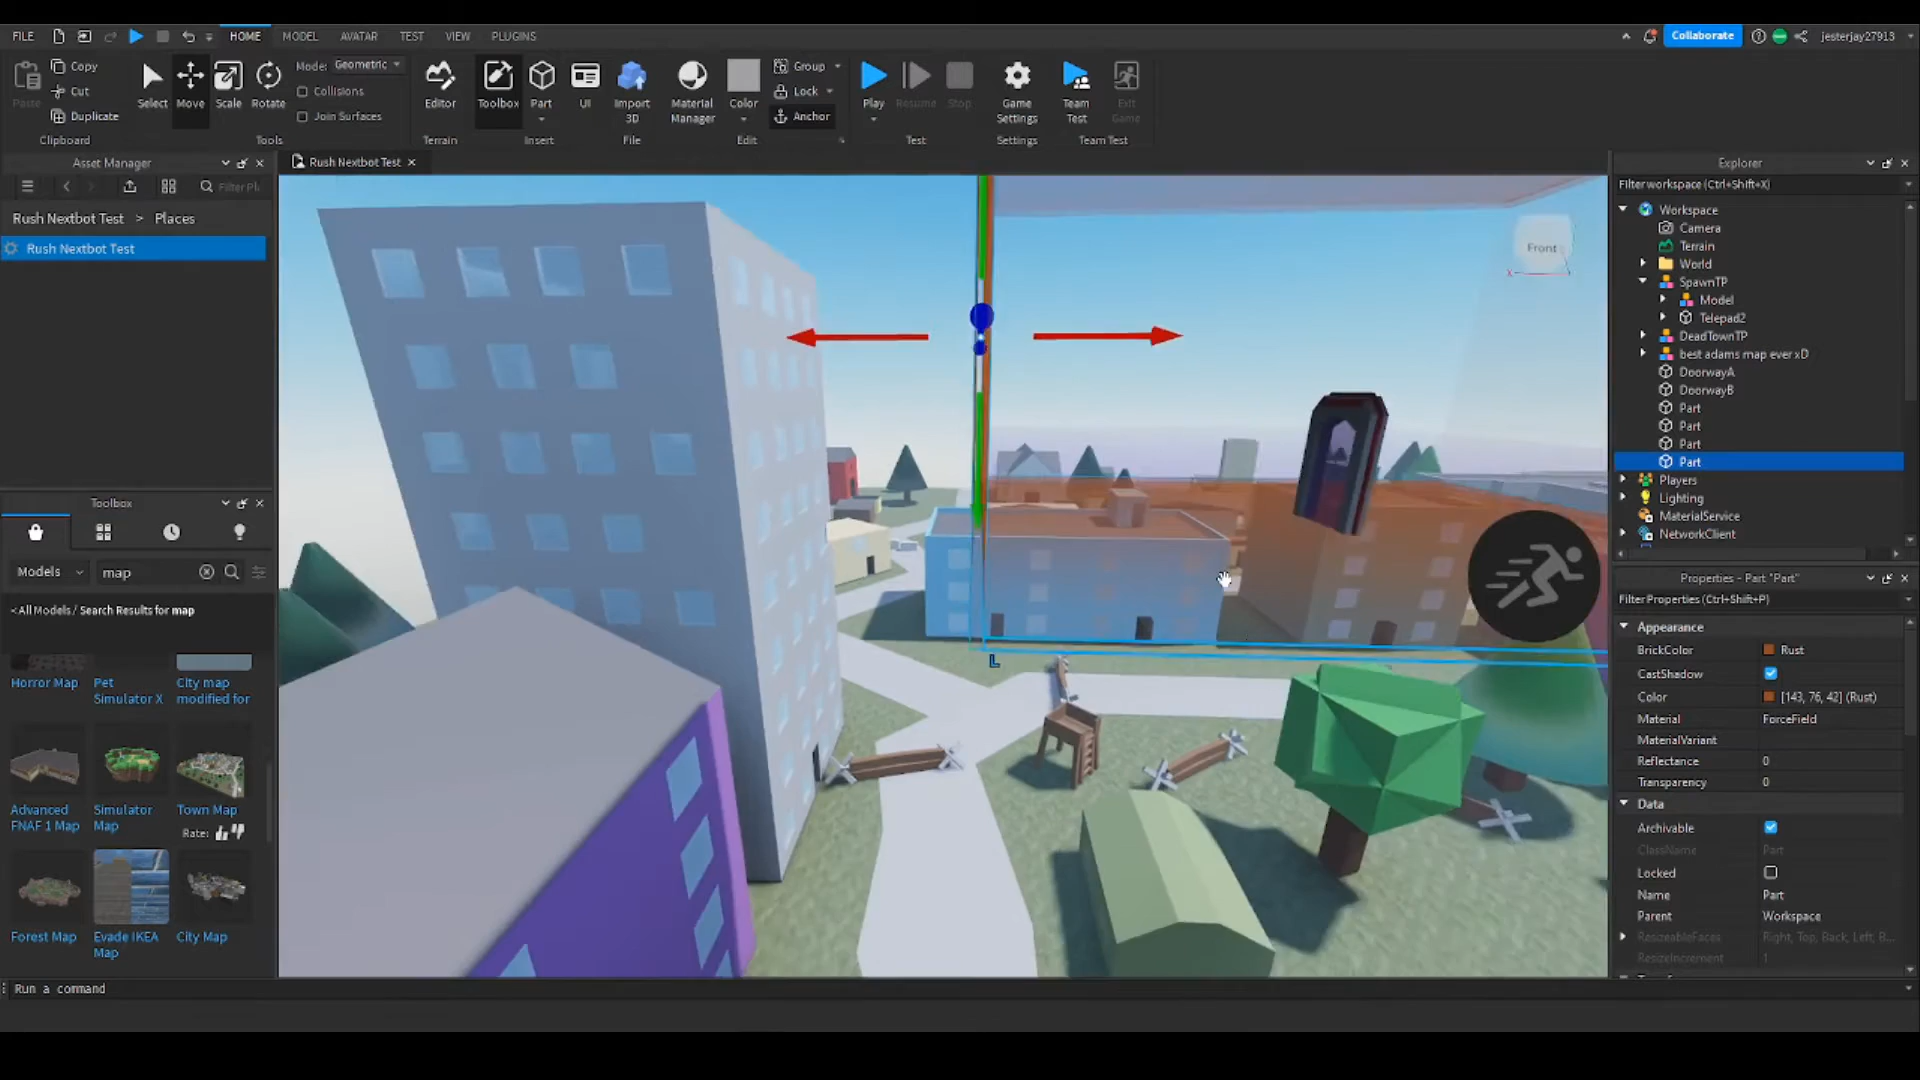 FILE
HOME
MODEL
AVATAR
TEST
VIEW
PLUGINS
Collaborate
jesterjay27913
Copy
Mode: Geometric
Group
Cut
Collisions
Lock
Paste
Duplicate
Select
Move
Scale
Rotate
Join Surfaces
Editor
Toolbox
Part
UI
Import
3D
Material
Manager
Color
Anchor
Play
Resume
Stop
Game
Settings
Team
Test
Exit
Game
Clipboard
Tools
Terrain
Insert
File
Edit
Test
Settings
Team Test
Asset Manager
Rush Nextbot Test
Explorer
Filter Pl
Filter workspace (Ctrl+Shift+X)
Rush Nextbot Test > Places
Rush Nextbot Test
Front
X
Workspace
Camera
Terrain
World
SpawnTP
Model
Telepad2
DeadTownTP
best adams map ever xD
DoorwayA
DoorwayB
Part
Part
Part
Part
Players
Lighting
MaterialService
NetworkClient
Toolbox
Models
map
<All Models/ Search Results for map
Horror Map
Pet
Simulator X
City map
modified for
Advanced
FNAF 1 Map
Simulator
Map
Town Map
Rate:
Forest Map
Evade IKEA
Map
City Map
L
Properties - Part "Part"
Filter Properties (Ctrl+Shift+P)
Appearance
BrickColor Rust
CastShadow
Color [143, 76, 42] (Rust)
Material ForceField
MaterialVariant
Reflectance 0
Transparency 0
Data
Archivable
ClassName Part
Locked
Name Part
Parent Workspace
ResizeableFaces Right, Top, Back, Left, B...
ResizeIncrement 1
Run a command